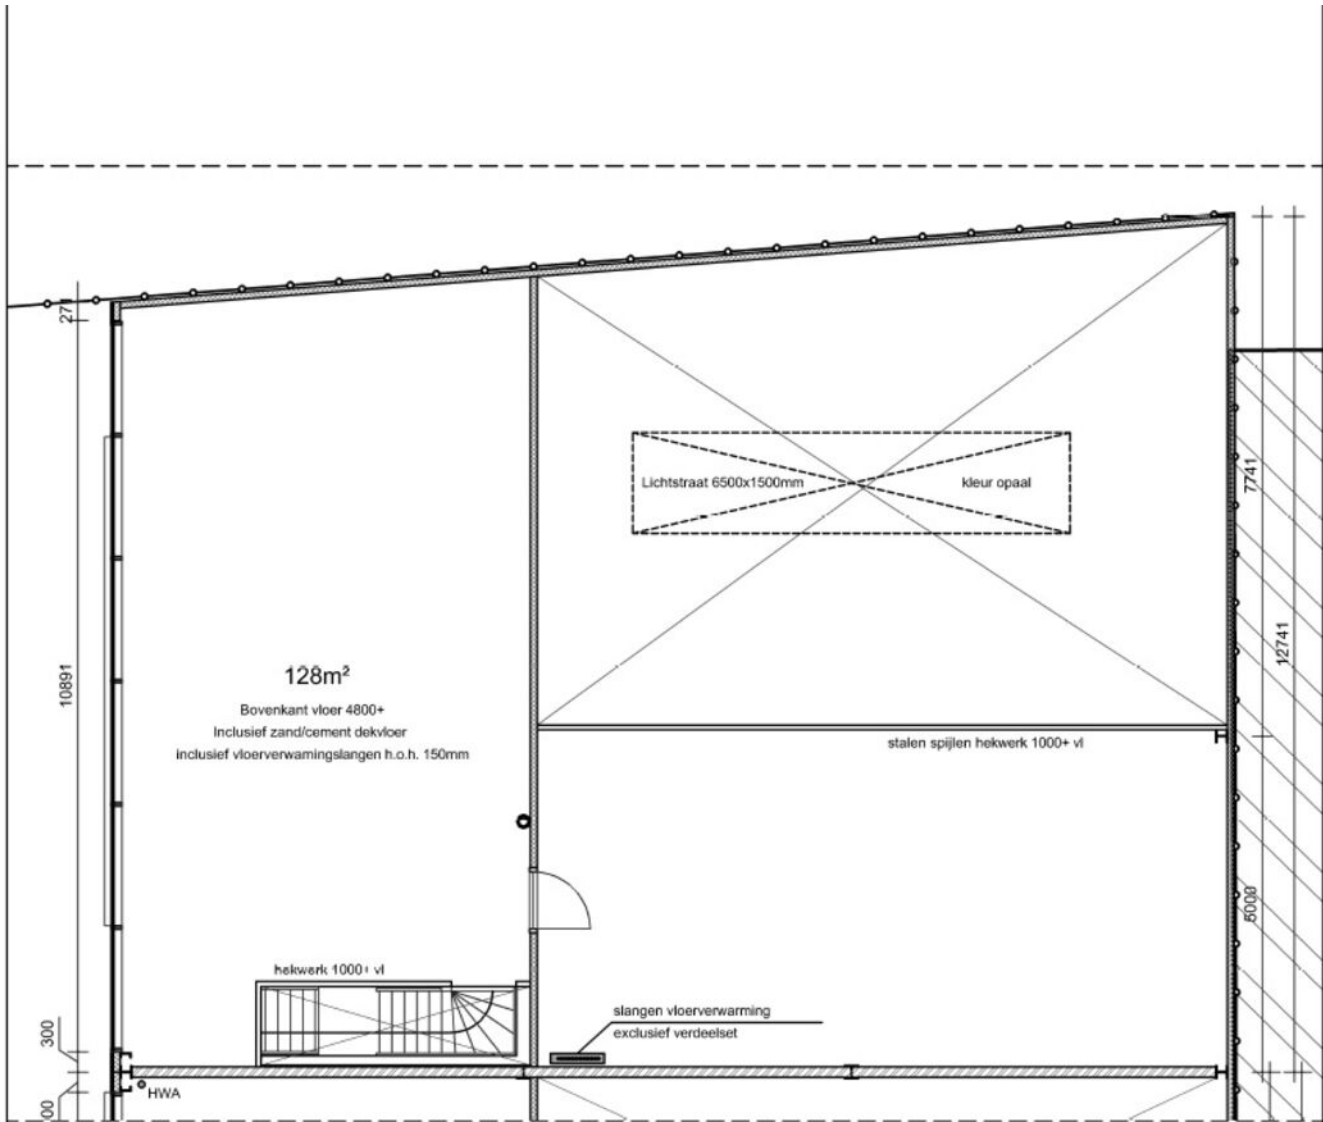 27
7741
Lichtstraat 6500x1500mm
kleur opaal
12741
10891
128m²
Bovenkant vloer 4800+
Inclusief zand/cement dekvloer
inclusief vloerverwamingslangen h.o.h. 150mm
stalen spijlen hekwerk 1000+ vl
5000
hekwerk 1000+ vl
slangen vloerverwarming
exclusief verdeelset
300
HWA
00